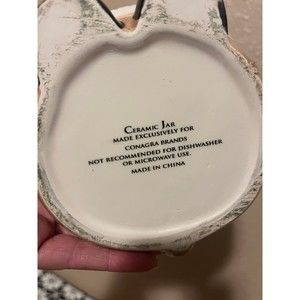 CERAMIC JAR
MADE EXCLUSIVELY FOR
CONAGRA BRANDS
NOT RECOMMENDED FOR DISHWASHER
OR MICROWAVE USE.
MADE IN CHINA